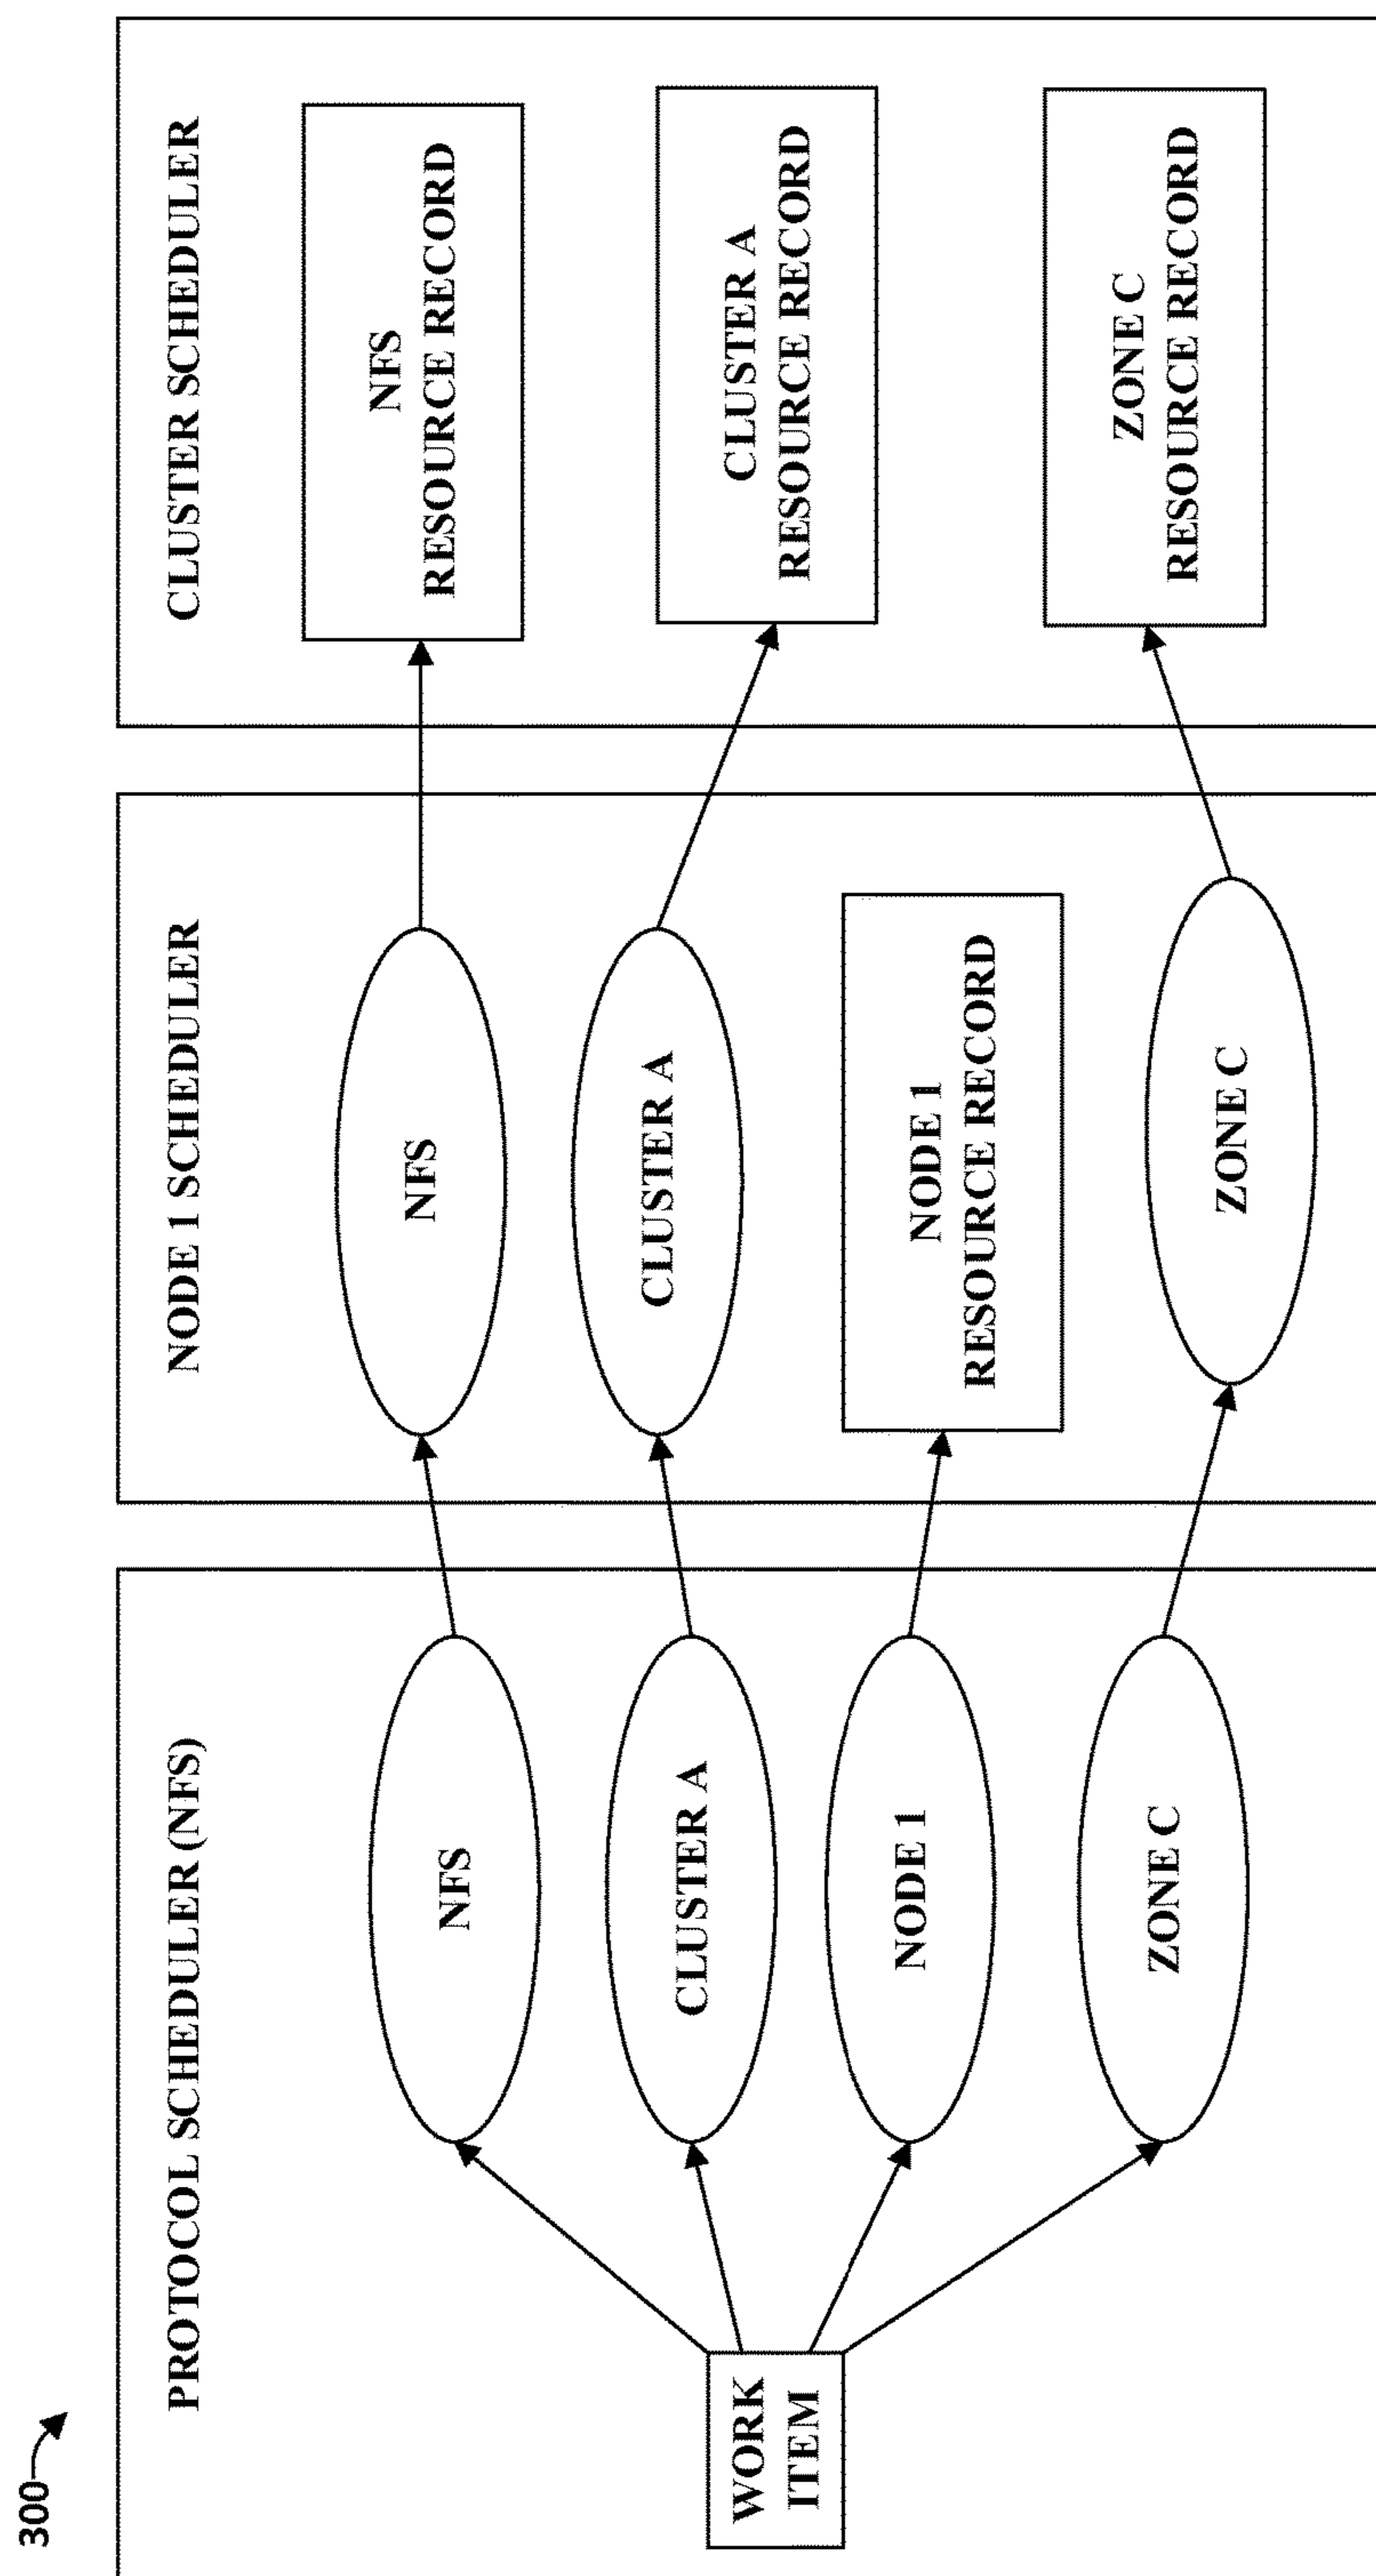 300
PROTOCOL SCHEDULER (NFS)
WORK
ITEM
NFS
CLUSTER A
NODE 1
ZONE C
NODE 1 SCHEDULER
NFS
CLUSTER A
NODE 1
RESOURCE RECORD
ZONE C
CLUSTER SCHEDULER
NFS
RESOURCE RECORD
CLUSTER A
RESOURCE RECORD
ZONE C
RESOURCE RECORD